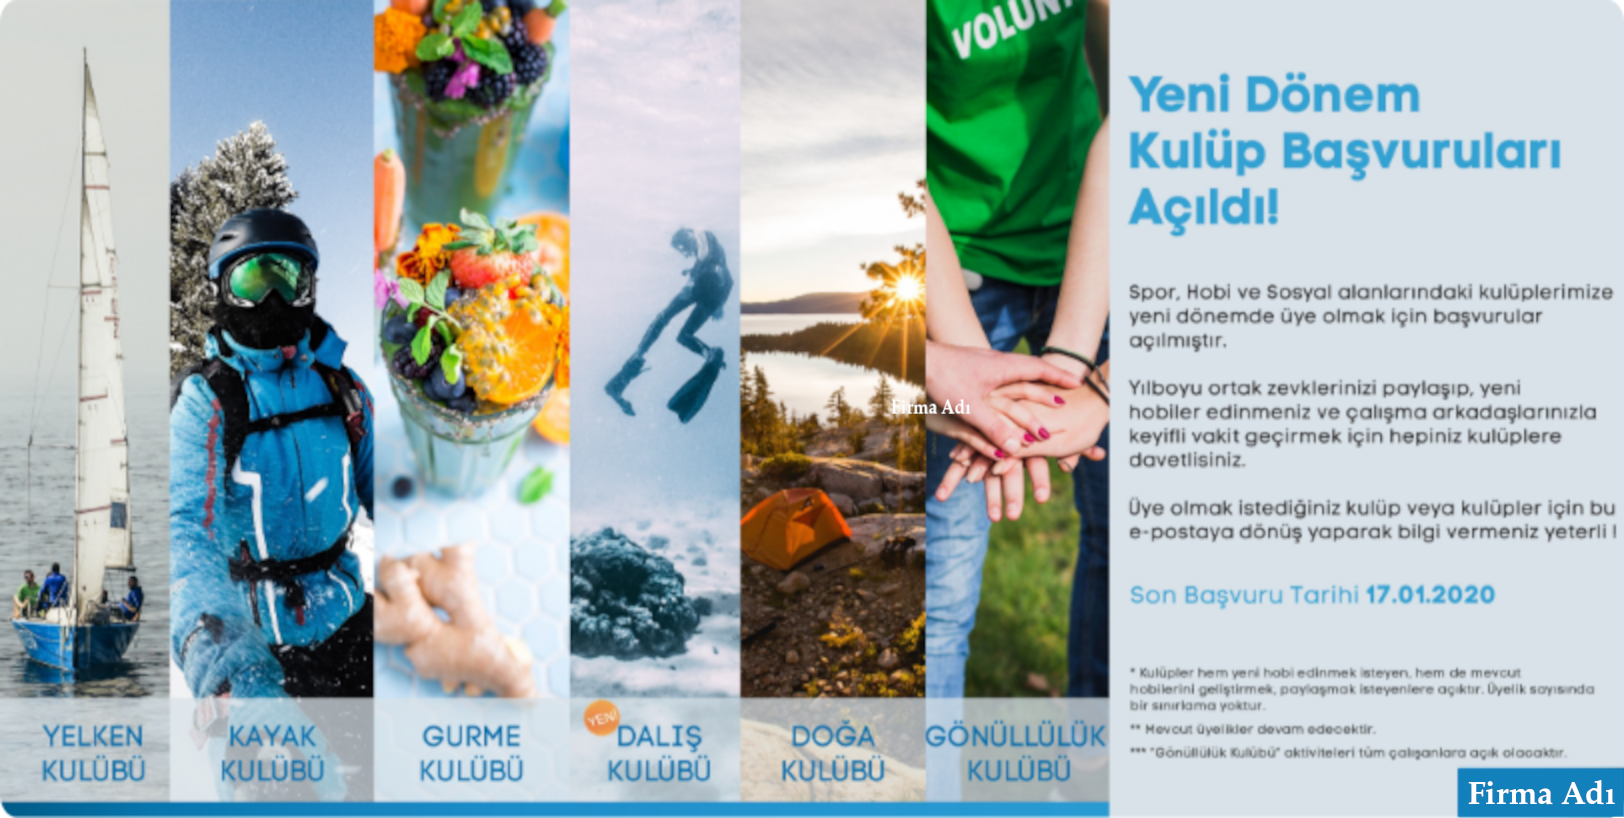 VOLUNT
Yeni Dönem
Kulüp Başvuruları
Açıldı!
Spor, Hobi ve Sosyal alanlarındaki kulüplerimize
yeni dönemde üye olmak için başvurular
açılmıştır.
Yılboyu ortak zevklerinizi paylaşıp, yeni
hobiler edinmeniz ve çalışma arkadaşlarınızla
keyifli vakit geçirmek için hepiniz kulüplere
davetlisiniz.
Üye olmak istediğiniz kulüp veya kulüpler için bu
e-postaya dönüş yaparak bilgi vermeniz yeterli !
Son Başvuru Tarihi 17.01.2020
* Kulüpler hem yeni hobi edinmek isteyen, hem de mevcut
hobilerini geliştirmek, paylaşmak isteyenlere açıktır. Üyelik sayısında
bir sınırlama yoktur.
** Mevcut üyelikler devam edecektir.
*** "Gönüllülük Kulübü" aktiviteleri tüm çalışanlara açık olacaktır.
Firma Adı
Firma Adı
YELKEN
KULÜBÜ
KAYAK
KULÜBÜ
GURME
KULÜBÜ
YENİ
DALIŞ
KULÜBÜ
DOĞA
KULÜBÜ
GÖNÜLLÜLÜK
KULÜBÜ